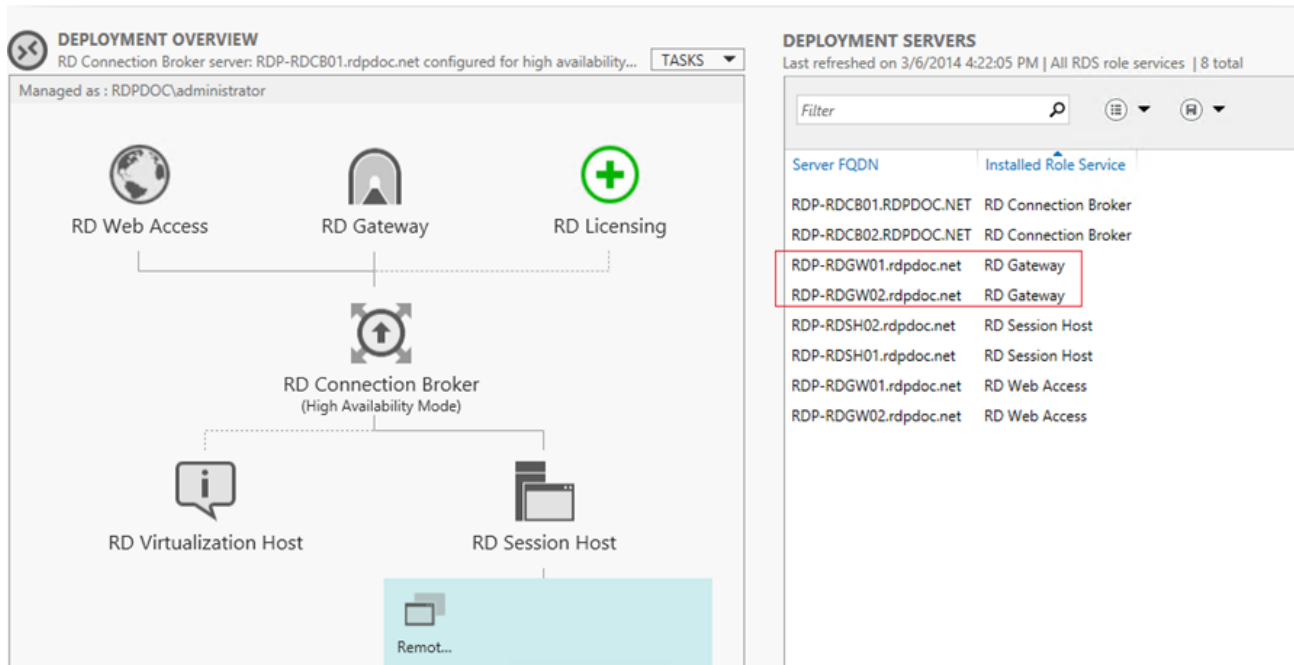 DEPLOYMENT OVERVIEW
RD Connection Broker server: RDP-RDCB01.rdpdoc.net configured for high availability...
TASKS
Managed as : RDPDOC\administrator
RD Web Access
RD Gateway
RD Licensing
RD Connection Broker
(High Availability Mode)
RD Virtualization Host
RD Session Host
Remot...
DEPLOYMENT SERVERS
Last refreshed on 3/6/2014 4:22:05 PM | All RDS role services | 8 total
Filter
Server FQDN Installed Role Service
RDP-RDCB01.RDPDOC.NET RD Connection Broker
RDP-RDCB02.RDPDOC.NET RD Connection Broker
RDP-RDGW01.rdpdoc.net RD Gateway
RDP-RDGW02.rdpdoc.net RD Gateway
RDP-RDSH02.rdpdoc.net RD Session Host
RDP-RDSH01.rdpdoc.net RD Session Host
RDP-RDGW01.rdpdoc.net RD Web Access
RDP-RDGW02.rdpdoc.net RD Web Access